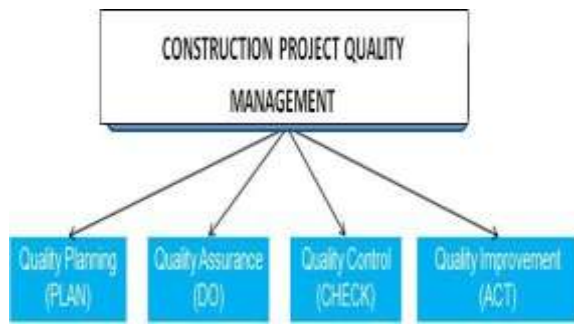 CONSTRUCTION PROJECT QUALITY
MANAGEMENT
Quality Planning
(PLAN)
Quality Assurance
(DO)
Quality Control
(CHECK)
Quality Improvement
(ACT)